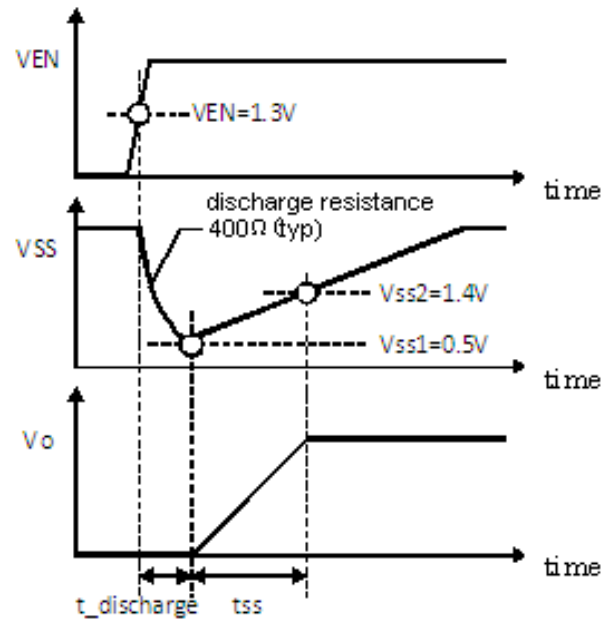 VEN
VEN=1.3V
time
discharge resistance
400Ω (typ)
VSS
Vss2=1.4V
Vss1=0.5V
time
Vo
time
t_discharge
tss